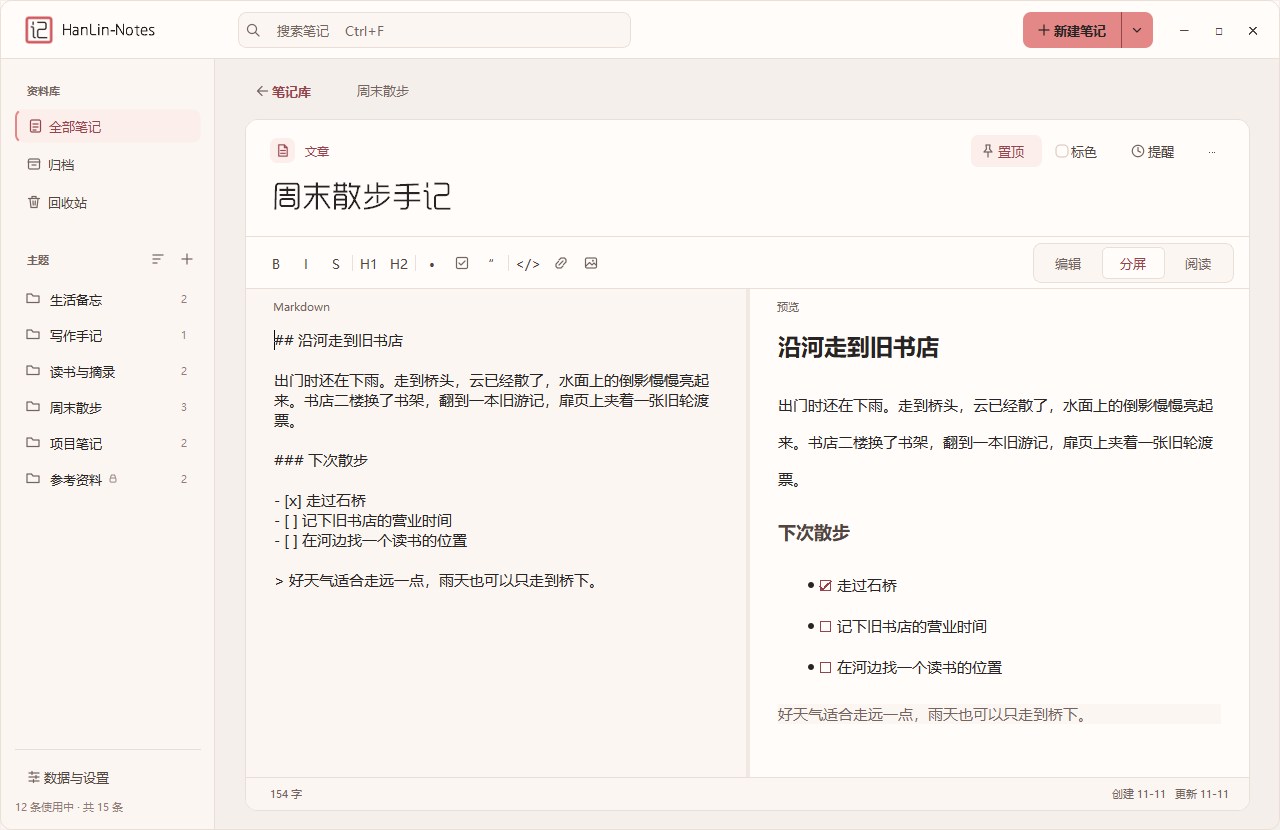 记 HanLin-Notes
搜索笔记 Ctrl+F
+ 新建笔记
资料库
全部笔记
归档
回收站
主题
生活备忘 2
写作手记 1
读书与摘录 2
周末散步 3
项目笔记 2
参考资料 2
数据与设置
12 条使用中 · 共 15 条
← 笔记库 周末散步
文章
置顶 标色 提醒 ...
周末散步手记
B I S H1 H2 • “ </>
编辑 分屏 阅读
Markdown
## 沿河走到旧书店
出门时还在下雨。走到桥头，云已经散了，水面上的倒影慢慢亮起
来。书店二楼换了书架，翻到一本旧游记，扉页上夹着一张旧轮渡
票。
### 下次散步
- [x] 走过石桥
- [ ] 记下旧书店的营业时间
- [ ] 在河边找一个读书的位置
> 好天气适合走远一点，雨天也可以只走到桥下。
预览
沿河走到旧书店
出门时还在下雨。走到桥头，云已经散了，水面上的倒影慢慢亮起
来。书店二楼换了书架，翻到一本旧游记，扉页上夹着一张旧轮渡
票。
下次散步
• ☑ 走过石桥
• ☐ 记下旧书店的营业时间
• ☐ 在河边找一个读书的位置
好天气适合走远一点，雨天也可以只走到桥下。
154 字
创建 11-11 更新 11-11